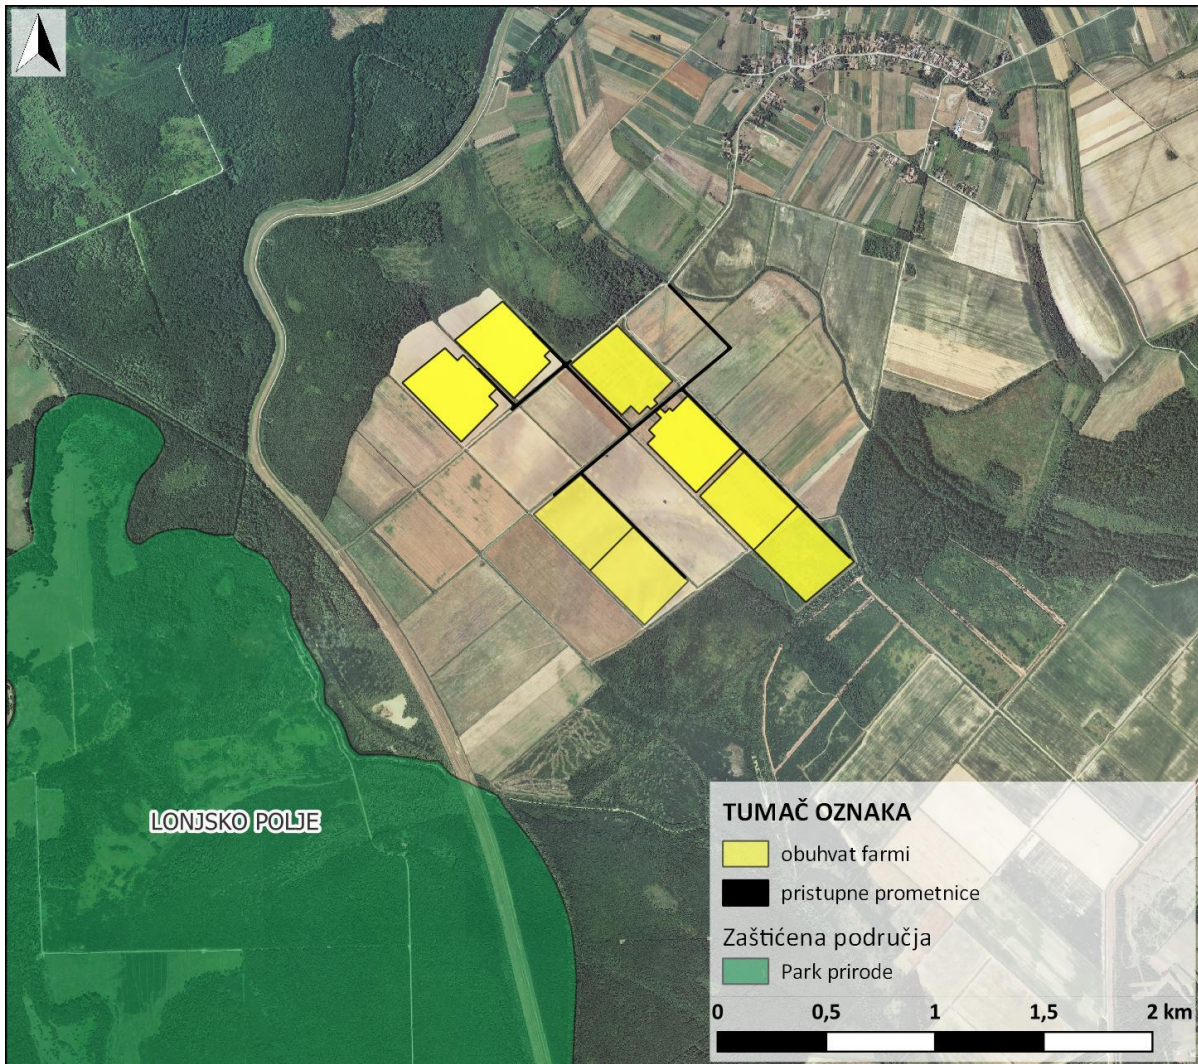 LONJSKO POLJE
TUMAČ OZNAKA
obuhvat farmi
pristupne prometnice
Zaštićena područja
Park prirode
0 0,5 1 1,5 2 km